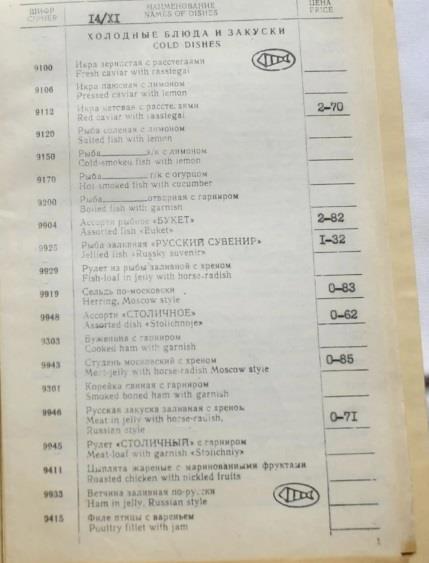 ШИФР
CIPHER
14/XI
НАИМЕНОВАНИЕ
NAMES OF DISHES
ЦЕНА
PRICE
ХОЛОДНЫЕ БЛЮДА И ЗАКУСКИ
COLD DISHES
9100 Икра зернистая с расстегаями
Fresh caviar with rasstegai
9106 Икра паюсная с лимоном
Pressed caviar with lemon
9112 Икра кетовая с расстегаями 2-70
Red caviar with rasstegai
9120 Рыба соленая с лимоном
Salted fish with lemon
9150 Рыба х/к с лимоном
Cold-smoked fish with lemon
9170 Рыба г/к с огурцом
Hot smoked fish with cucumber
9200 Рыба отварная с гарниром
Boiled fish with garnish
9904 Ассорти рыбное «БУКЕТ» 2-82
Assorted fish «Buket»
9925 Рыба заливная «РУССКИЙ СУВЕНИР» I-32
Jellied fish «Russky suvenir»
9929 Рулет из рыбы заливной с хреном
Fish-loaf in jelly with horse-radish
9919 Сельдь по-московски 0-83
Herring, Moscow style
9948 Ассорти «СТОЛИЧНОЕ» 0-62
Assorted dish «Stolichnoje»
9303 Буженина с гарниром
Cooked ham with garnish
9943 Студень московский с хреном 0-85
Meat-jelly with horse-radish Moscow style
9301 Корейка свиная с гарниром
Smoked boned ham with garnish
9946 Русская закуска заливная с хреном 0-7I
Meat in jelly with horse-radish,
Russian style
9945 Рулет «СТОЛИЧНЫЙ» с гарниром
Meat-loaf with garnish «Stolichniy»
9411 Цыплята жареные с маринованными фруктами
Roasted chicken with pickled fruits
9933 Ветчина заливная по-русски
Ham in jelly, Russian style
9415 Филе птицы с вареньем
Poultry fillet with jam
1